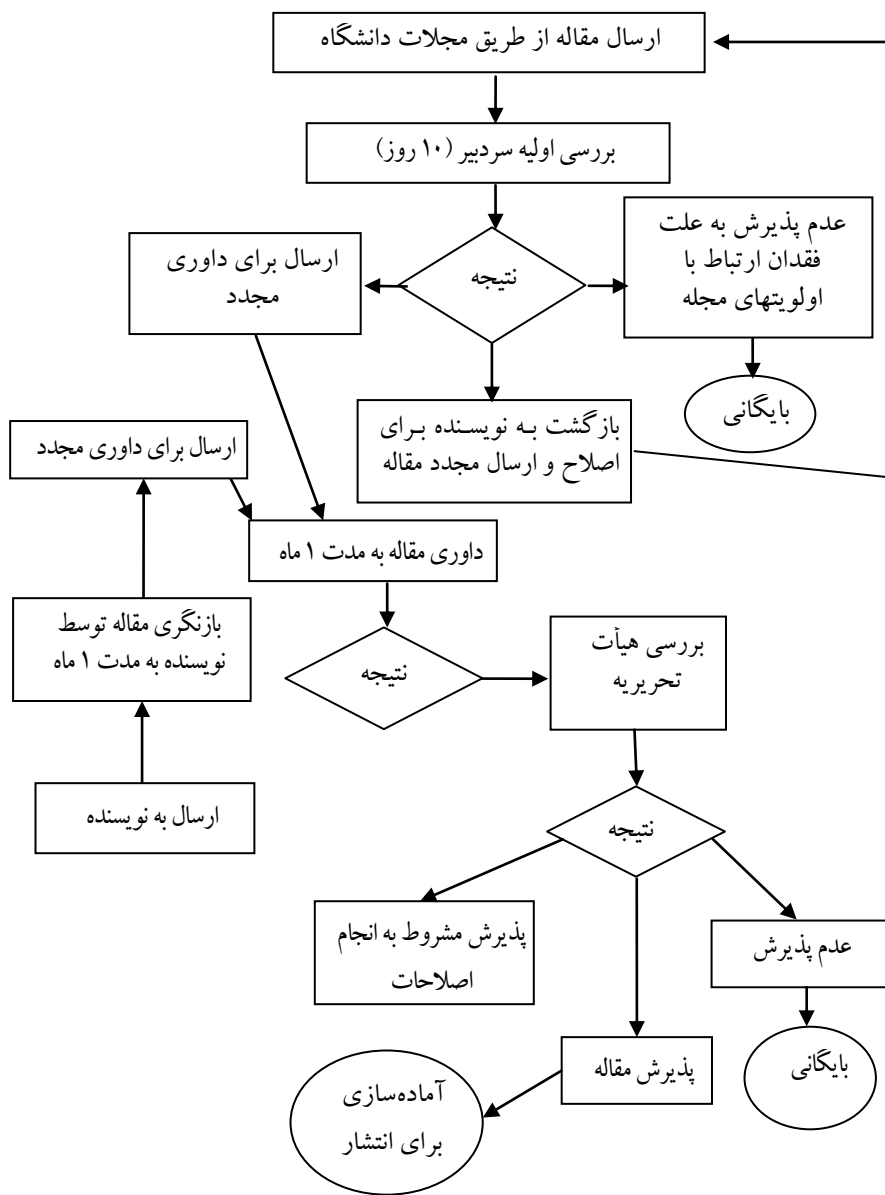 ارسال مقاله از طریق مجلات دانشگاه
بررسی اولیه سردبیر (۱۰ روز)
عدم پذیرش به علت
فقدان ارتباط با
اولویتهای مجله
نتیجه
ارسال برای داوری
مجدد
بایگانی
بازگشت به نویسنده برای
اصلاح و ارسال مجدد مقاله
ارسال برای داوری مجدد
داوری مقاله به مدت ۱ ماه
بازنگری مقاله توسط
نویسنده به مدت ۱ ماه
نتیجه
بررسی هیأت
تحریریه
ارسال به نویسنده
نتیجه
پذیرش مشروط به انجام
اصلاحات
عدم پذیرش
پذیرش مقاله
بایگانی
آماده‌سازی
برای انتشار